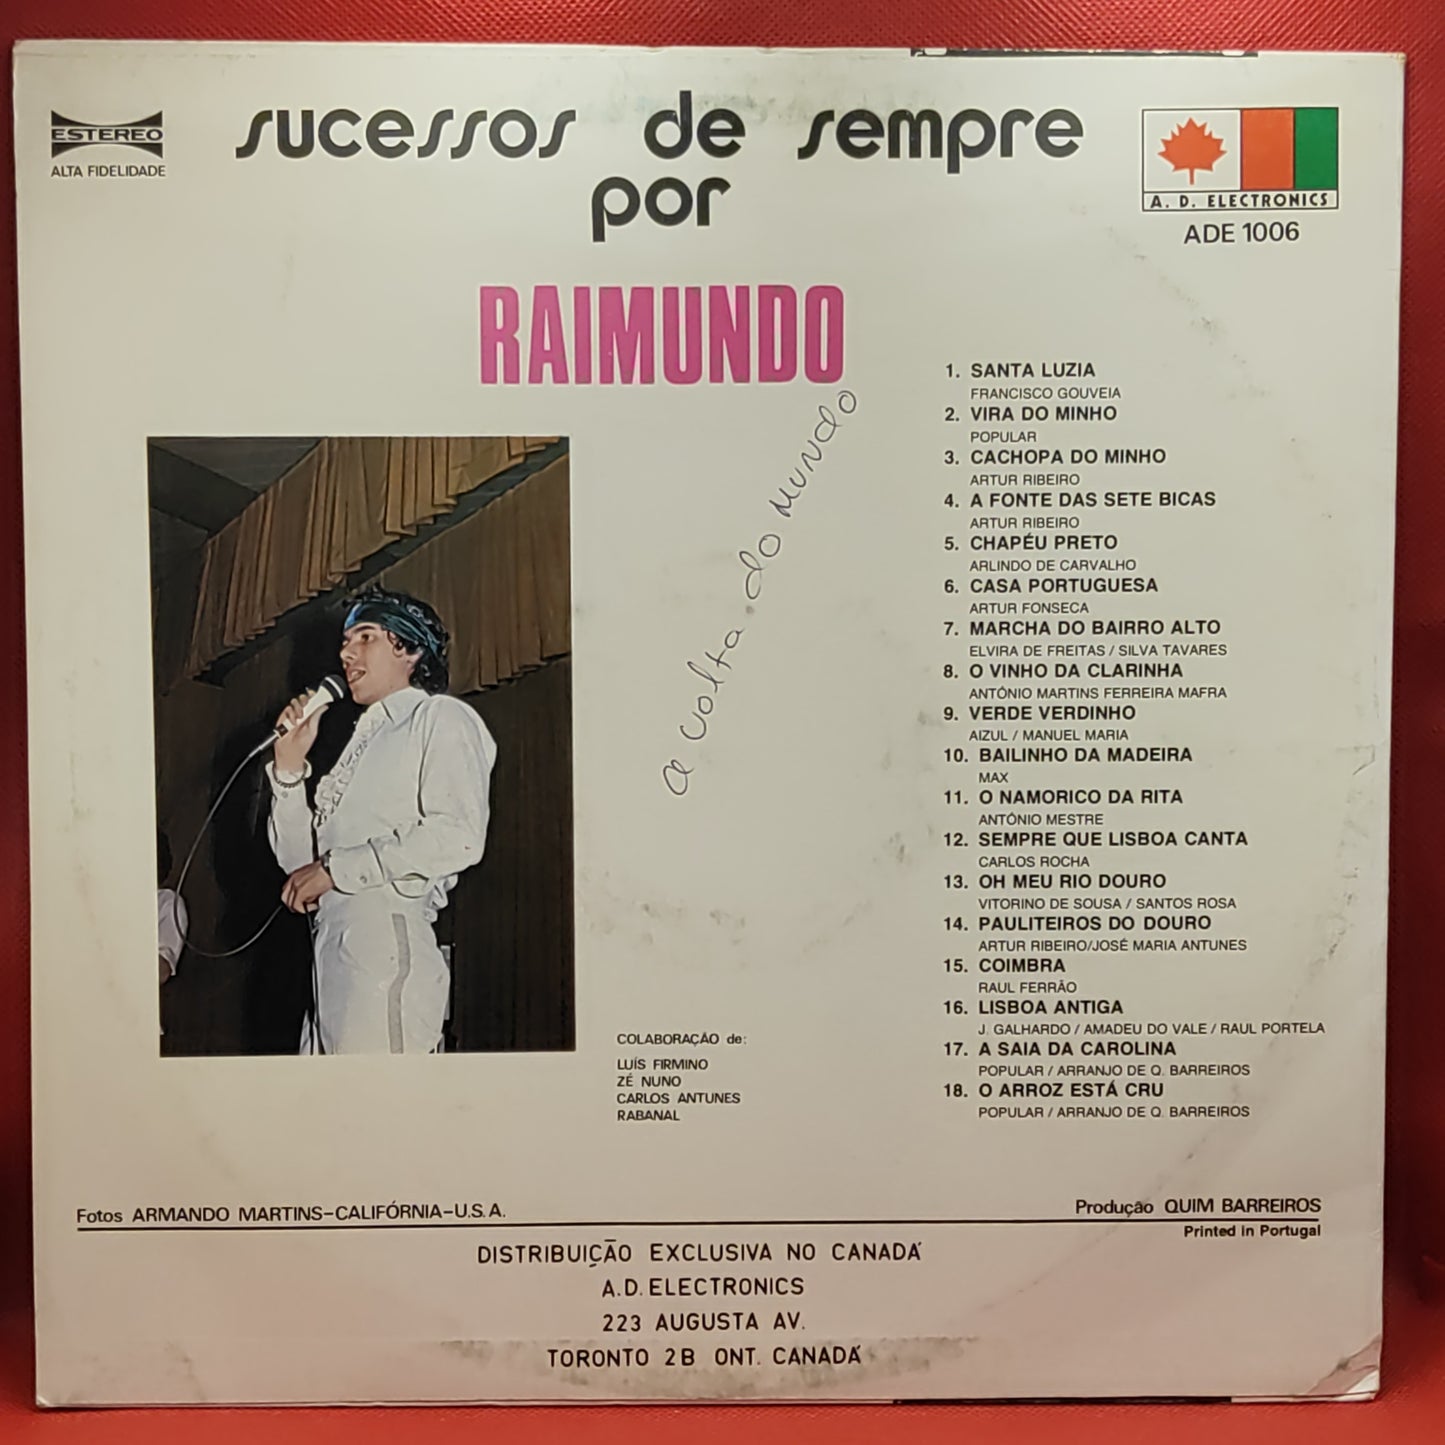 ESTEREO
ALTA FIDELIDADE
sucessos de sempre
por
A. D. ELECTRONICS
ADE 1006
RAIMUNDO
a volta do mundo
1. SANTA LUZIA
FRANCISCO GOUVEIA
2. VIRA DO MINHO
POPULAR
3. CACHOPA DO MINHO
ARTUR RIBEIRO
4. A FONTE DAS SETE BICAS
ARTUR RIBEIRO
5. CHAPÉU PRETO
ARLINDO DE CARVALHO
6. CASA PORTUGUESA
ARTUR FONSECA
7. MARCHA DO BAIRRO ALTO
ELVIRA DE FREITAS / SILVA TAVARES
8. O VINHO DA CLARINHA
ANTÓNIO MARTINS FERREIRA MAFRA
9. VERDE VERDINHO
AIZUL / MANUEL MARIA
10. BAILINHO DA MADEIRA
MAX
11. O NAMORICO DA RITA
ANTÓNIO MESTRE
12. SEMPRE QUE LISBOA CANTA
CARLOS ROCHA
13. OH MEU RIO DOURO
VITORINO DE SOUSA / SANTOS ROSA
14. PAULITEIROS DO DOURO
ARTUR RIBEIRO/JOSÉ MARIA ANTUNES
15. COIMBRA
RAUL FERRÃO
16. LISBOA ANTIGA
J. GALHARDO / AMADEU DO VALE / RAUL PORTELA
17. A SAIA DA CAROLINA
POPULAR / ARRANJO DE Q. BARREIROS
18. O ARROZ ESTÁ CRU
POPULAR / ARRANJO DE Q. BARREIROS
COLABORAÇÃO de:
LUÍS FIRMINO
ZÉ NUNO
CARLOS ANTUNES
RABANAL
Fotos ARMANDO MARTINS-CALIFÓRNIA-U.S.A.
Produção QUIM BARREIROS
Printed in Portugal
DISTRIBUIÇÃO EXCLUSIVA NO CANADÁ
A.D. ELECTRONICS
223 AUGUSTA AV.
TORONTO 2B ONT. CANADÁ